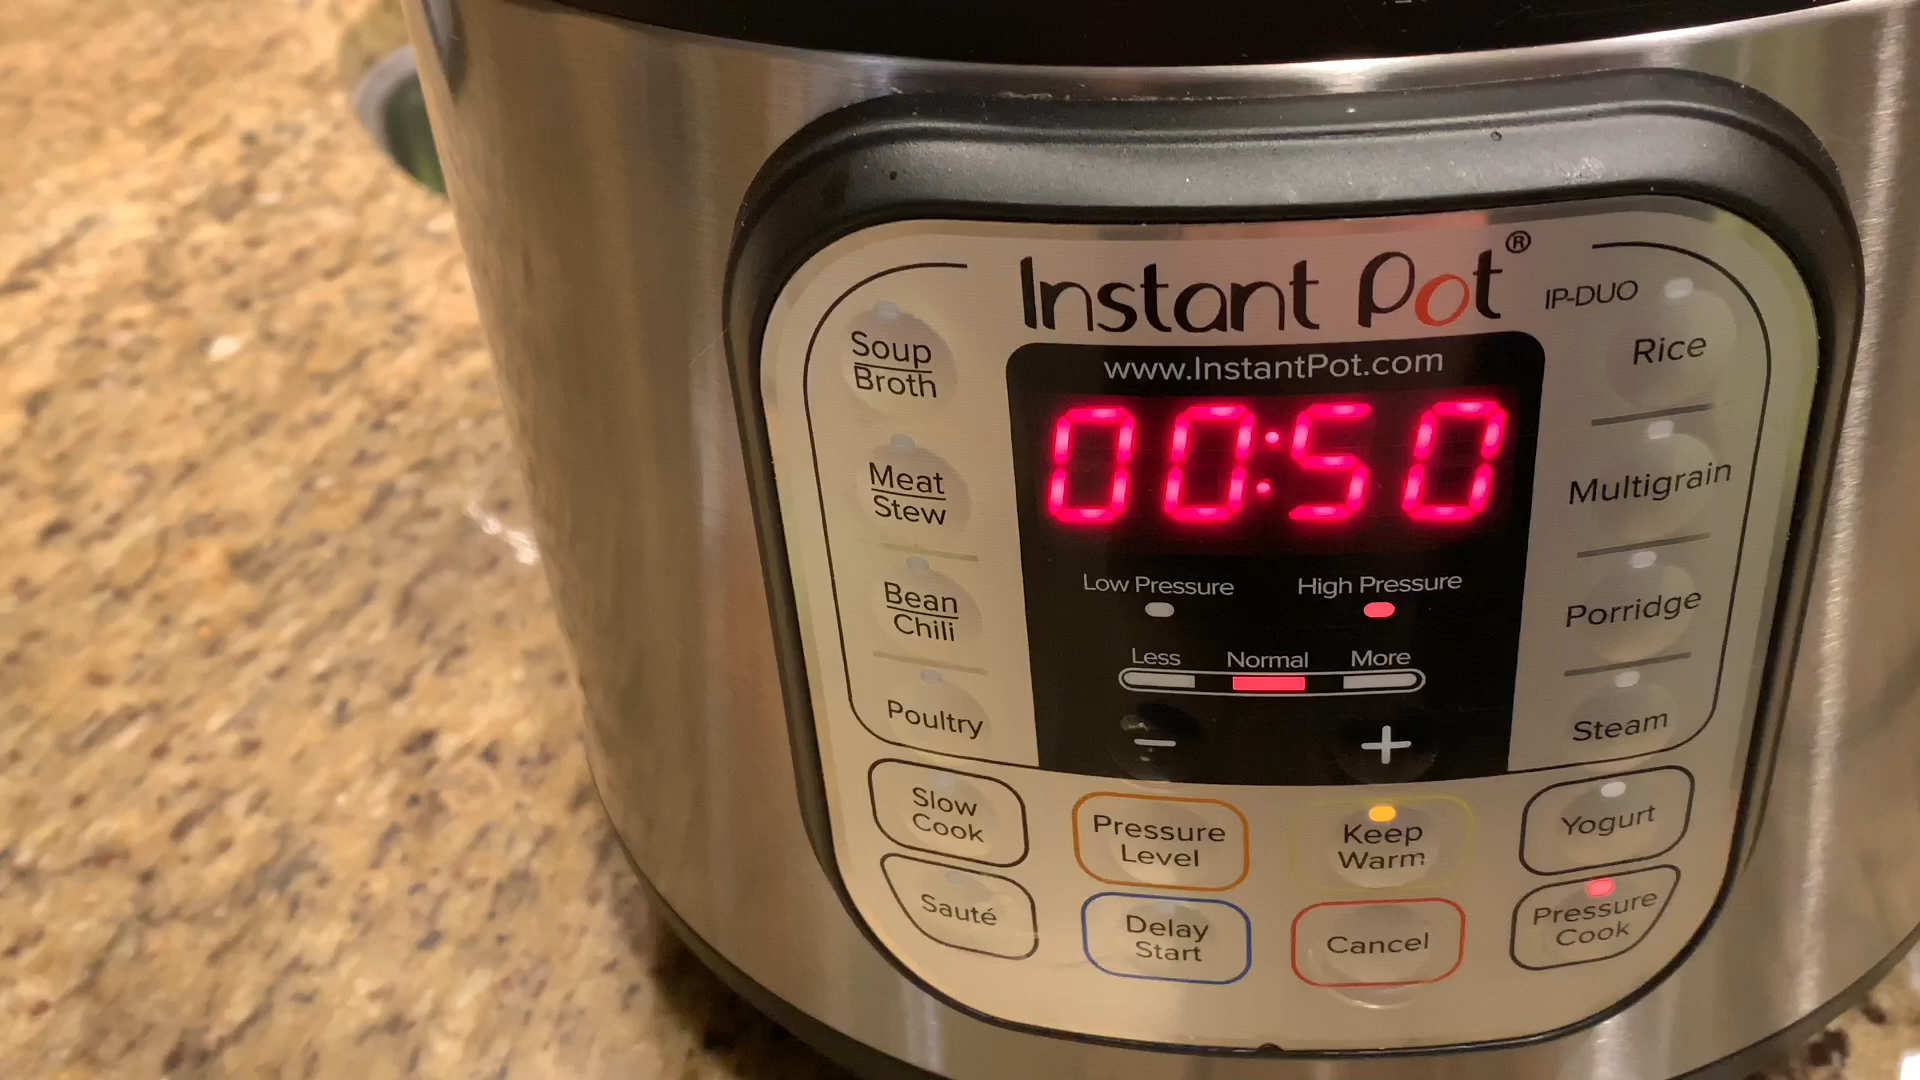 Instant Pot®
IP-DUO
www.InstantPot.com
00:50
Low Pressure
High Pressure
Less
Normal
More
−
+
Soup
Broth
Meat
Stew
Bean
Chili
Poultry
Rice
Multigrain
Porridge
Steam
Slow
Cook
Sauté
Pressure
Level
Delay
Start
Keep
Warm
Cancel
Yogurt
Pressure
Cook